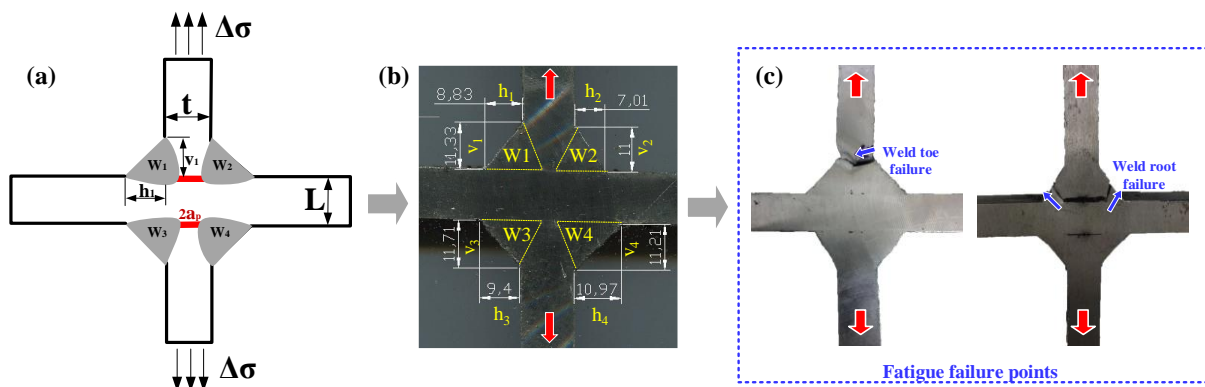 (a)
Δσ
t
W₁
v₁
W₂
h₁
L
2aₚ
W₃
W₄
Δσ
(b)
8,83
h₁
h₂
7,01
11,33
v₁
W1
W2
11
v₂
11,71
v₃
W3
W4
v₄
11,21
9,4
h₃
10,97
h₄
(c)
Weld toe
failure
Weld root
failure
Fatigue failure points